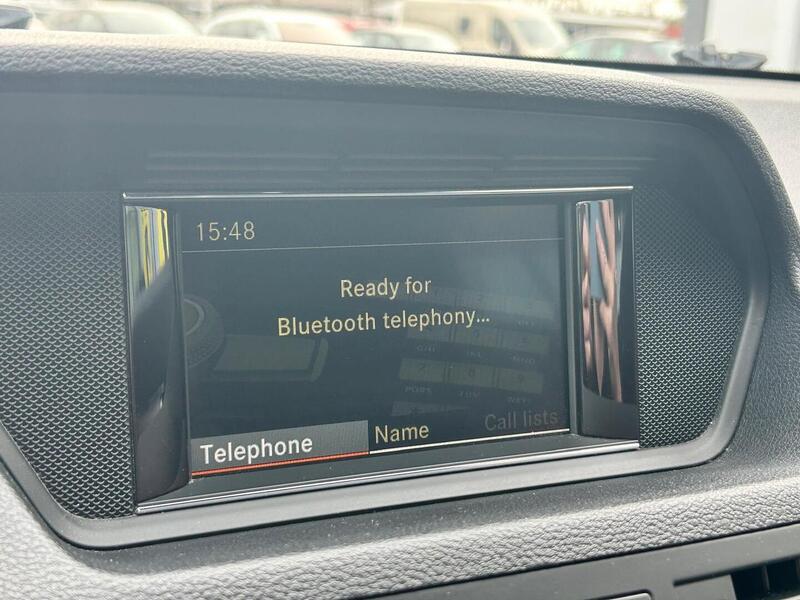 15:48
Ready for
Bluetooth telephony...
Telephone Name Call lists